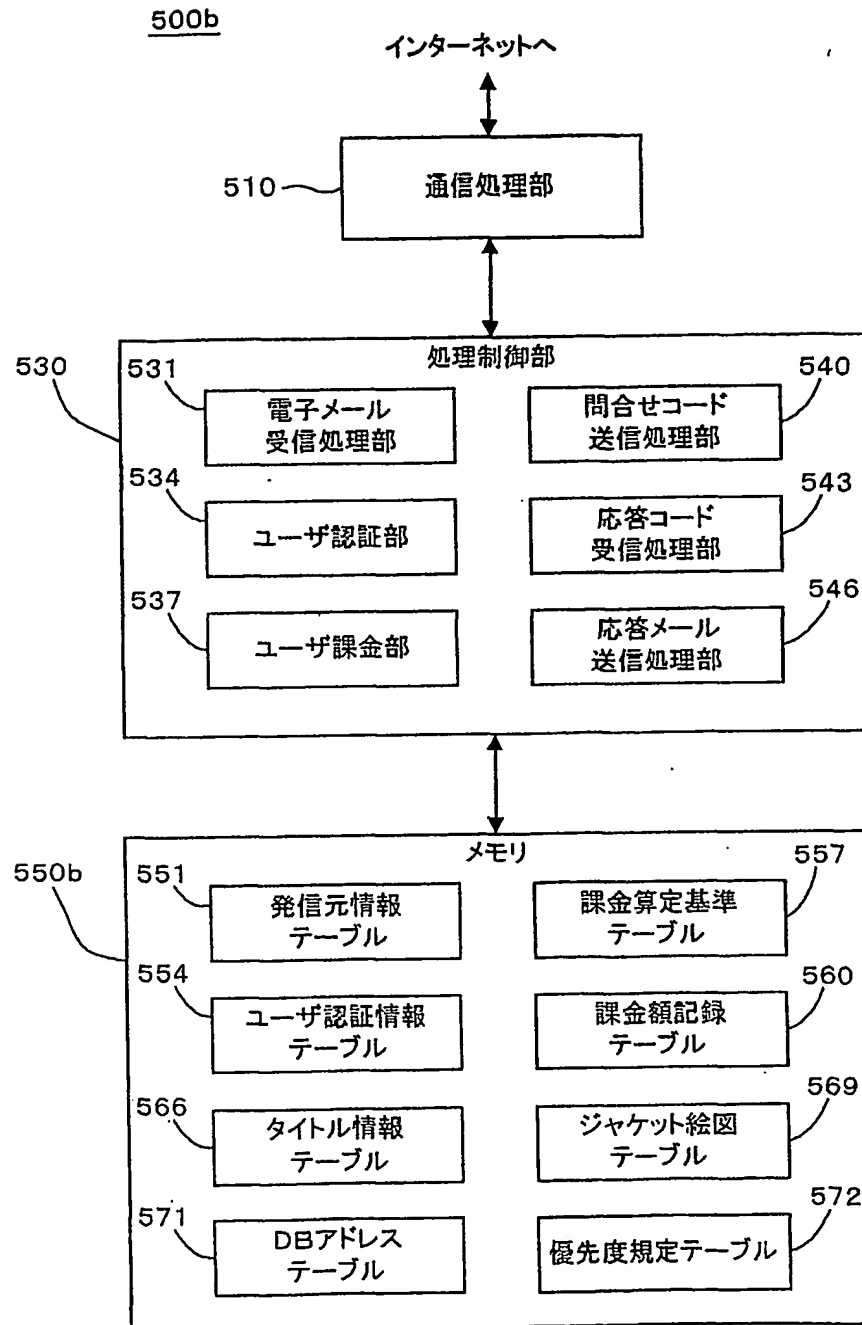 500b
インターネットへ
510
通信処理部
処理制御部
530
531
電子メール
受信処理部
問合せコード
送信処理部
540
534
ユーザ認証部
応答コード
受信処理部
543
537
ユーザ課金部
応答メール
送信処理部
546
メモリ
550b
551
発信元情報
テーブル
課金算定基準
テーブル
557
554
ユーザ認証情報
テーブル
課金額記録
テーブル
560
566
タイトル情報
テーブル
ジャケット絵図
テーブル
569
571
DBアドレス
テーブル
優先度規定テーブル
572